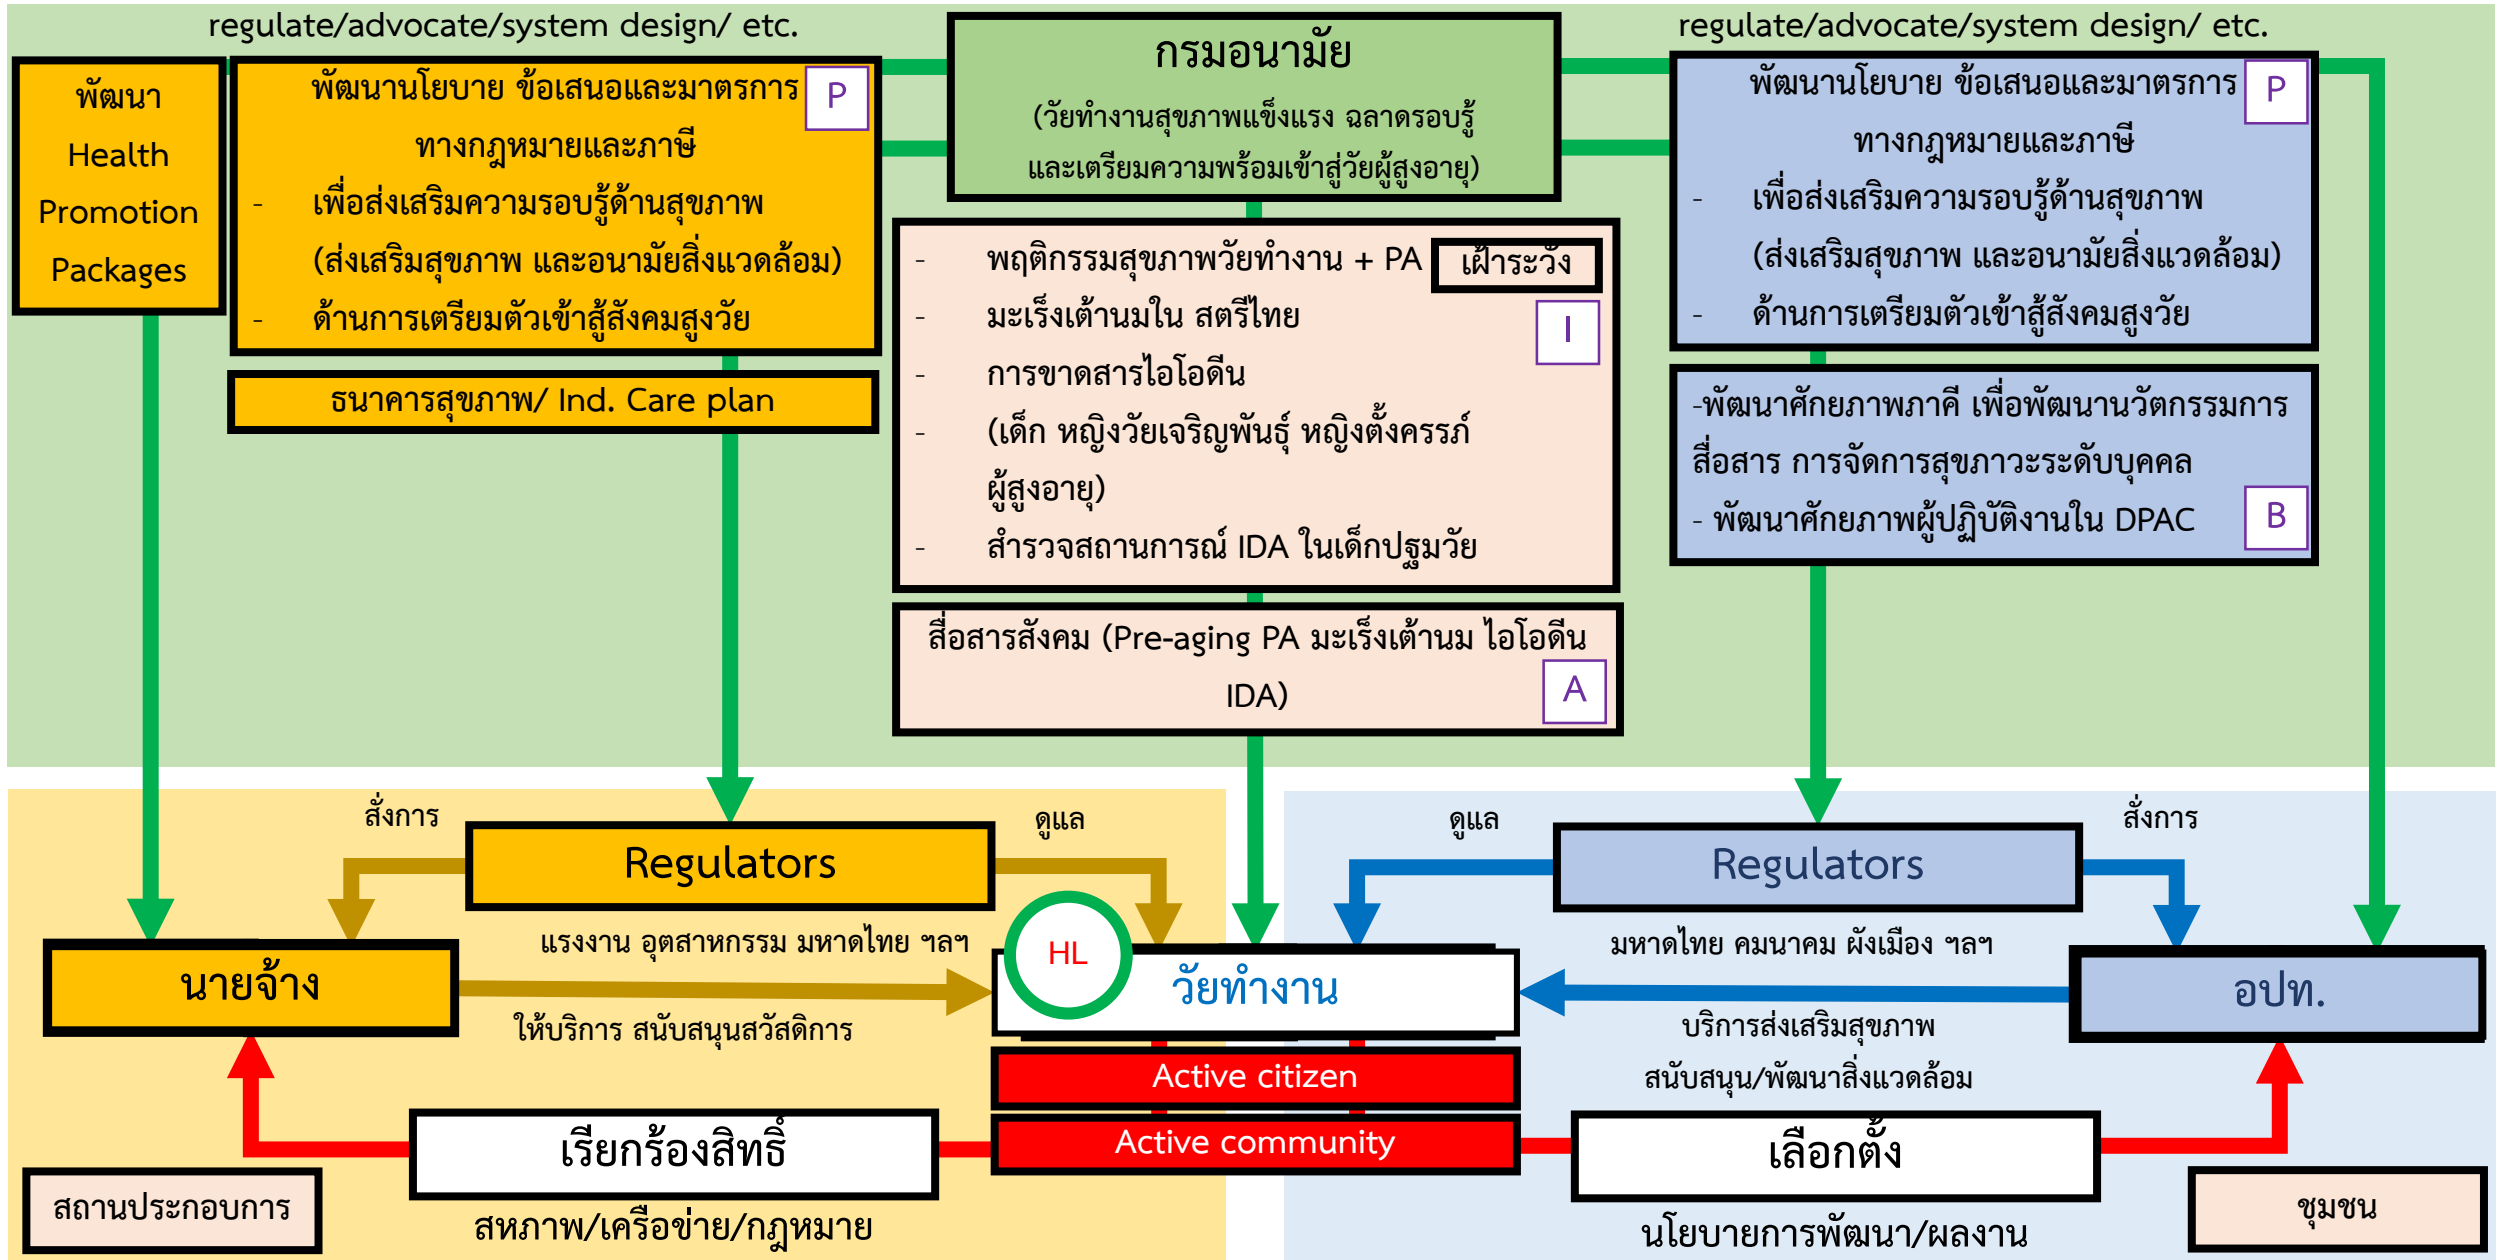 regulate/advocate/system design/ etc.
regulate/advocate/system design/ etc.
พัฒนา
Health
Promotion
Packages
พัฒนานโยบาย ข้อเสนอและมาตรการ
ทางกฎหมายและภาษี
- เพื่อส่งเสริมความรอบรู้ด้านสุขภาพ
(ส่งเสริมสุขภาพ และอนามัยสิ่งแวดล้อม)
- ด้านการเตรียมตัวเข้าสู้สังคมสูงวัย
P
ธนาคารสุขภาพ/ Ind. Care plan
กรมอนามัย
(วัยทำงานสุขภาพแข็งแรง ฉลาดรอบรู้
และเตรียมความพร้อมเข้าสู่วัยผู้สูงอายุ)
- พฤติกรรมสุขภาพวัยทำงาน + PA
- มะเร็งเต้านมใน สตรีไทย
- การขาดสารไอโอดีน
- (เด็ก หญิงวัยเจริญพันธุ์ หญิงตั้งครรภ์
ผู้สูงอายุ)
- สำรวจสถานการณ์ IDA ในเด็กปฐมวัย
เฝ้าระวัง
I
สื่อสารสังคม (Pre-aging PA มะเร็งเต้านม ไอโอดีน
IDA)
A
พัฒนานโยบาย ข้อเสนอและมาตรการ
ทางกฎหมายและภาษี
- เพื่อส่งเสริมความรอบรู้ด้านสุขภาพ
(ส่งเสริมสุขภาพ และอนามัยสิ่งแวดล้อม)
- ด้านการเตรียมตัวเข้าสู้สังคมสูงวัย
P
-พัฒนาศักยภาพภาคี เพื่อพัฒนานวัตกรรมการ
สื่อสาร การจัดการสุขภาวะระดับบุคคล
- พัฒนาศักยภาพผู้ปฏิบัติงานใน DPAC
B
สั่งการ
Regulators
ดูแล
แรงงาน อุตสาหกรรม มหาดไทย ฯลฯ
นายจ้าง
ให้บริการ สนับสนุนสวัสดิการ
HL
วัยทำงาน
Active citizen
Active community
ดูแล
Regulators
สั่งการ
มหาดไทย คมนาคม ผังเมือง ฯลฯ
อปท.
บริการส่งเสริมสุขภาพ
สนับสนุน/พัฒนาสิ่งแวดล้อม
เรียกร้องสิทธิ์
สหภาพ/เครือข่าย/กฎหมาย
สถานประกอบการ
เลือกตั้ง
นโยบายการพัฒนา/ผลงาน
ชุมชน